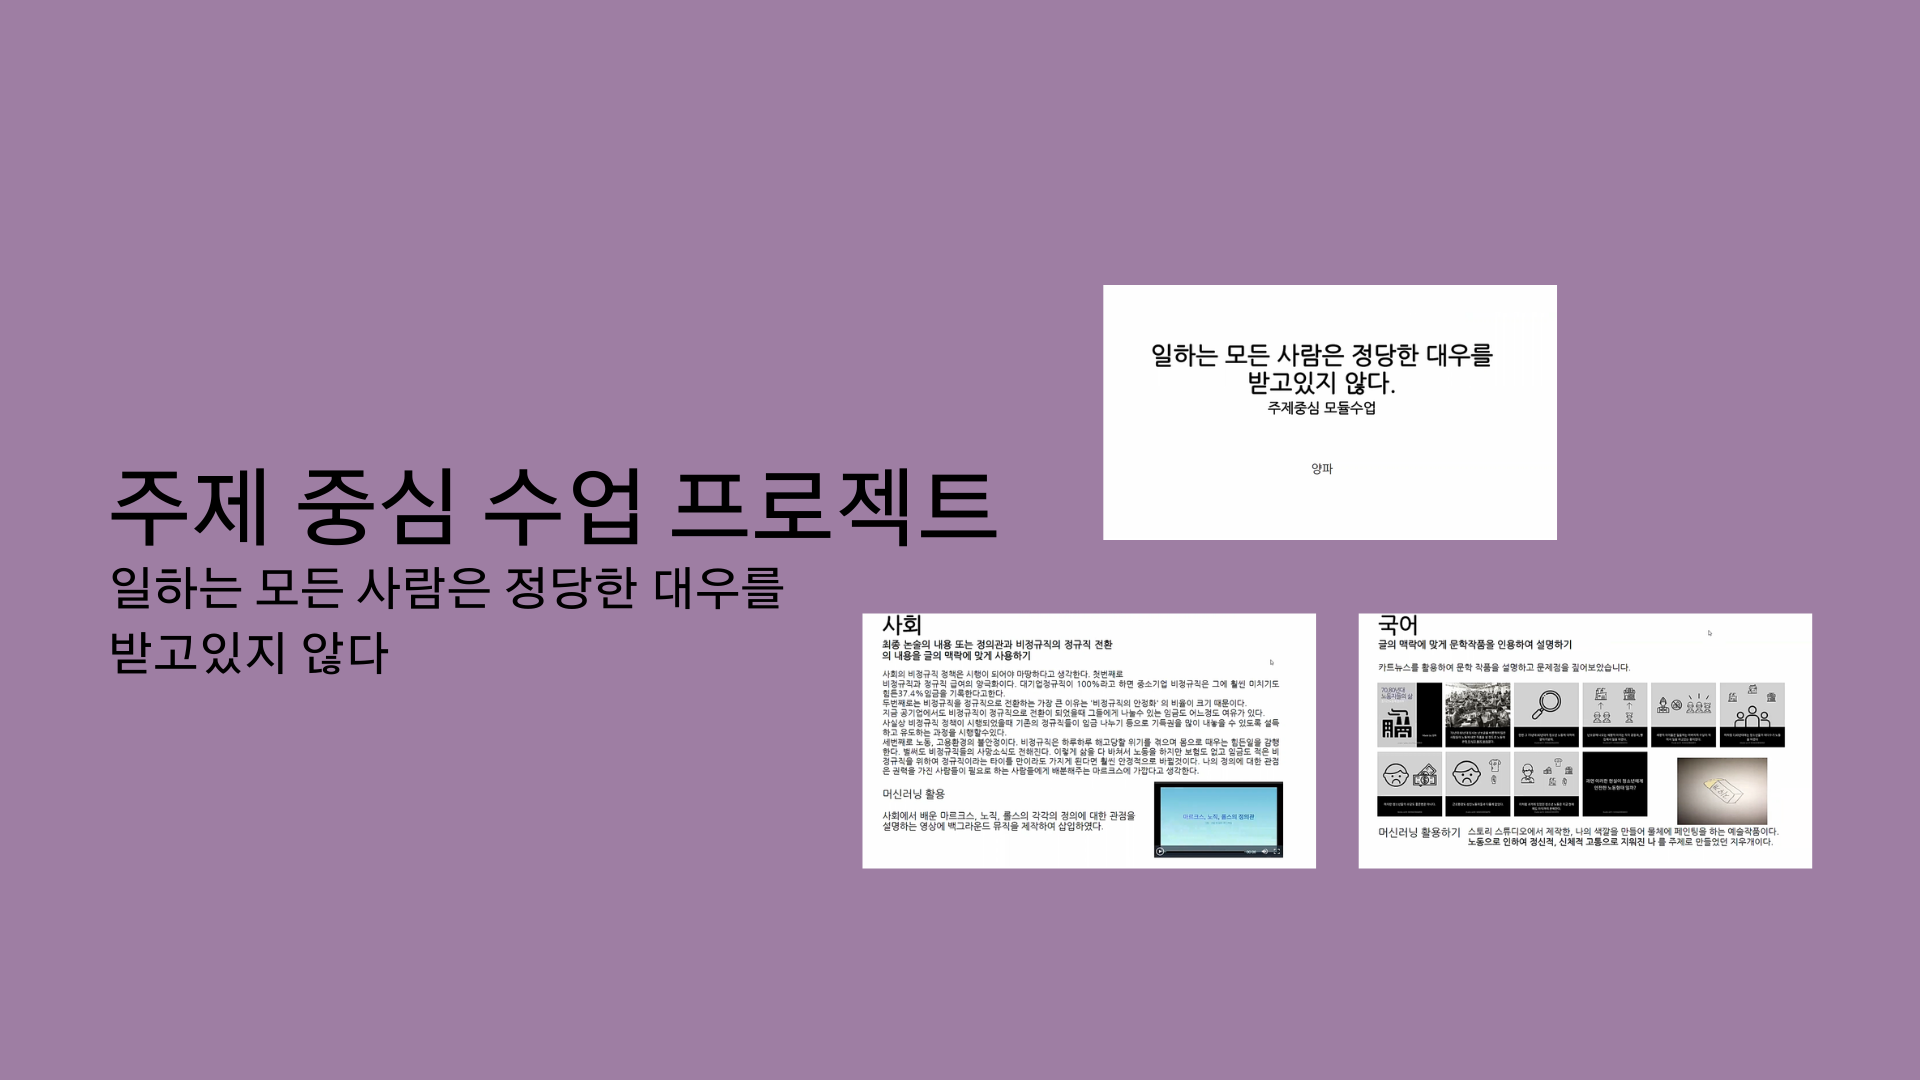 주제 중심 수업 프로젝트
일하는 모든 사람은 정당한 대우를
받고있지 않다
일하는 모든 사람은 정당한 대우를
받고있지 않다.
주제중심 모듈수업
양파
사회
최종 논술의 내용 또는 정의관과 비정규직의 정규직 전환
의 내용을 글의 맥락에 맞게 사용하기
사회의 비정규직 정책은 시행이 되어야 마땅하다고 생각한다. 첫번째로
비정규직과 정규직 급여의 양극화이다. 대기업정규직이 100%라고 하면 중소기업 비정규직은 그에 훨씬 미치기도
힘든37.4%임금을 기록한다고한다.
두번째로는 비정규직을 정규직으로 전환하는 가장 큰 이유는 '비정규직의 안정화' 의 비율이 크기 때문이다.
지금 공기업에서도 비정규직이 정규직으로 전환이 되었을때 그들에게 나눌수 있는 임금도 어느정도 여유가 있다.
사실상 비정규직 정책이 시행되었을때 기존의 정규직들이 임금 나누기 등으로 기득권을 많이 내놓을 수 있도록 설득
하고 유도하는 과정을 시행할수있다.
세번째로 노동, 고용환경의 불안정이다. 비정규직은 하루하루 해고당할 위기를 겪으며 몸으로 때우는 힘든일을 감행
한다. 벌써도 비정규직들의 사망소식도 전해진다. 이렇게 삶을 다 바쳐서 노동을 하지만 보험도 없고 임금도 적은 비
정규직을 위하여 정규직이라는 타이틀 만이라도 가지게 된다면 훨씬 안정적으로 바뀔것이다. 나의 정의에 대한 관점
은 권력을 가진 사람들이 필요로 하는 사람들에게 배분해주는 마르크스에 가깝다고 생각한다.
머신러닝 활용
사회에서 배운 마르크스, 노직, 롤스의 각각의 정의에 대한 관점을
설명하는 영상에 백그라운드 뮤직을 제작하여 삽입하였다.
마르크스, 노직, 롤스의 정의관
국어
글의 맥락에 맞게 문학작품을 인용하여 설명하기
카트뉴스를 활용하여 문학 작품을 설명하고 문제점을 짚어보았습니다.
70,80년대
노동자들의 삶
머신러닝 활용하기
스토리 스튜디오에서 제작한, 나의 색깔을 만들어 물체에 페인팅을 하는 예술작품이다.
노동으로 인하여 정신적, 신체적 고통으로 지워진 나 를 주제로 만들었던 지우개이다.